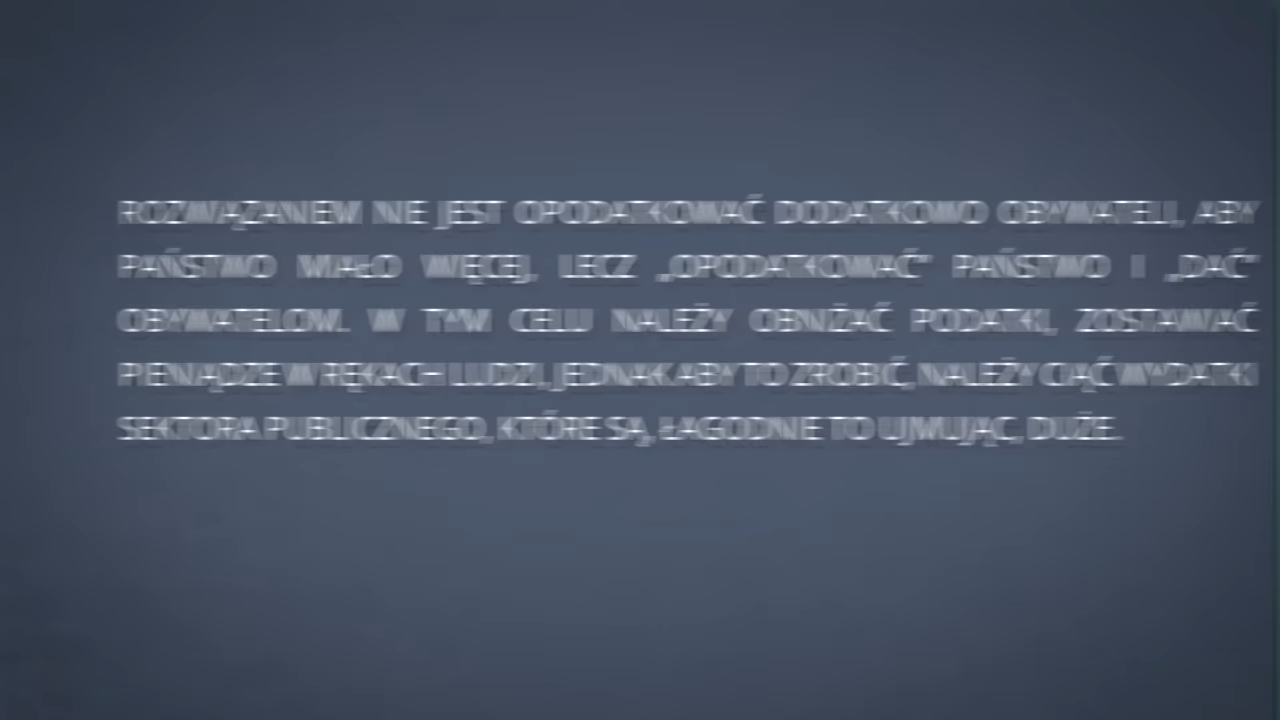 ROZWIĄZANIEM NIE JEST OPODATKOWAĆ DODATKOWO OBYWATELI, ABY
PAŃSTWO MIAŁO WIĘCEJ, LECZ „OPODATKOWAĆ” PAŃSTWO I „DAĆ”
OBYWATELOM. W TYM CELU NALEŻY OBNIŻAĆ PODATKI, ZOSTAWIAĆ
PIENIĄDZE W RĘKACH LUDZI, JEDNAK ABY TO ZROBIĆ, NALEŻY CIĄĆ WYDATKI
SEKTORA PUBLICZNEGO, KTÓRE SĄ, ŁAGODNIE TO UJMUJĄC, DUŻE.